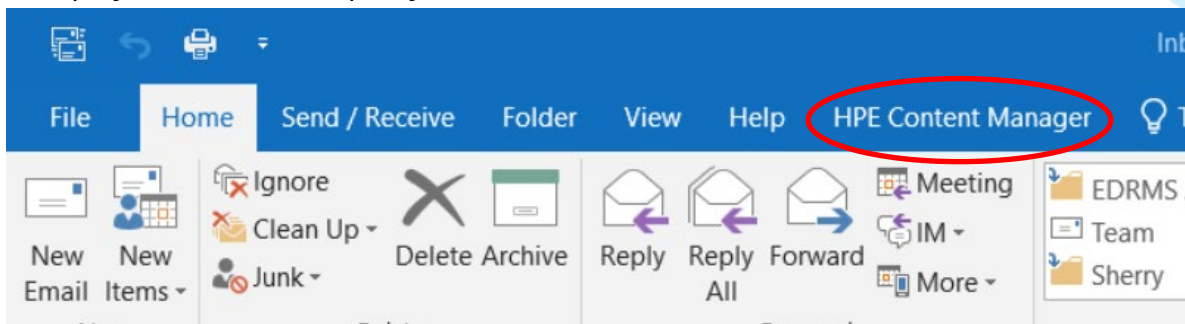 Inb
File Home Send / Receive Folder View Help HPE Content Manager
Ignore Meeting EDRMS
Clean Up IM Team
New Email New Items Junk Delete Archive Reply Reply All Forward More Sherry